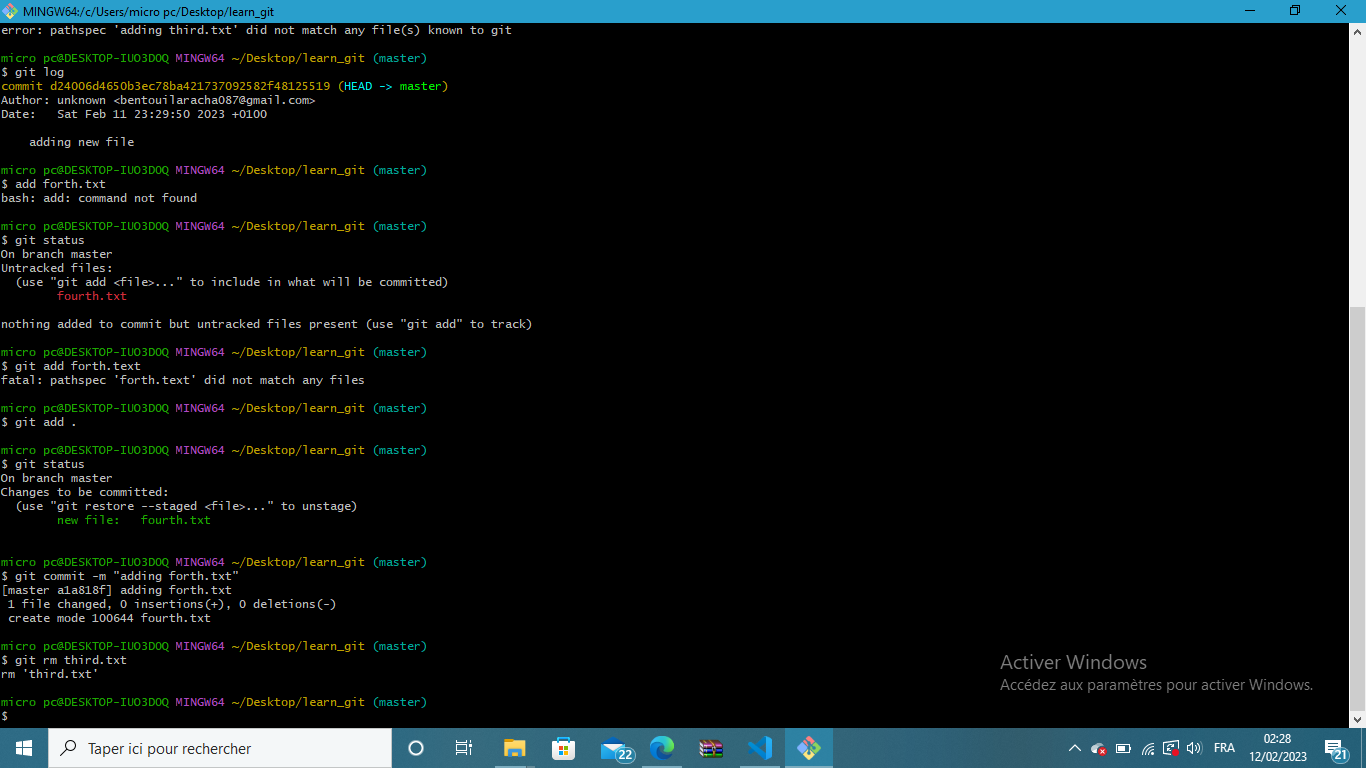 MINGW64:/c/Users/micro pc/Desktop/learn_git
error: pathspec 'adding third.txt' did not match any file(s) known to git
micro pc@DESKTOP-IUO3DOQ MINGW64 ~/Desktop/learn_git (master)
$ git log
commit d24006d4650b3ec78ba421737092582f48125519 (HEAD -> master)
Author: unknown <bentouilaracha087@gmail.com>
Date:   Sat Feb 11 23:29:50 2023 +0100
    adding new file
micro pc@DESKTOP-IUO3DOQ MINGW64 ~/Desktop/learn_git (master)
$ add forth.txt
bash: add: command not found
micro pc@DESKTOP-IUO3DOQ MINGW64 ~/Desktop/learn_git (master)
$ git status
On branch master
Untracked files:
  (use "git add <file>..." to include in what will be committed)
        fourth.txt
nothing added to commit but untracked files present (use "git add" to track)
micro pc@DESKTOP-IUO3DOQ MINGW64 ~/Desktop/learn_git (master)
$ git add forth.text
fatal: pathspec 'forth.text' did not match any files
micro pc@DESKTOP-IUO3DOQ MINGW64 ~/Desktop/learn_git (master)
$ git add .
micro pc@DESKTOP-IUO3DOQ MINGW64 ~/Desktop/learn_git (master)
$ git status
On branch master
Changes to be committed:
  (use "git restore --staged <file>..." to unstage)
        new file:   fourth.txt
micro pc@DESKTOP-IUO3DOQ MINGW64 ~/Desktop/learn_git (master)
$ git commit -m "adding forth.txt"
[master a1a818f] adding forth.txt
 1 file changed, 0 insertions(+), 0 deletions(-)
 create mode 100644 fourth.txt
micro pc@DESKTOP-IUO3DOQ MINGW64 ~/Desktop/learn_git (master)
$ git rm third.txt
rm 'third.txt'
micro pc@DESKTOP-IUO3DOQ MINGW64 ~/Desktop/learn_git (master)
$
Activer Windows
Accédez aux paramètres pour activer Windows.
Taper ici pour rechercher
22
FRA
02:28
12/02/2023
21